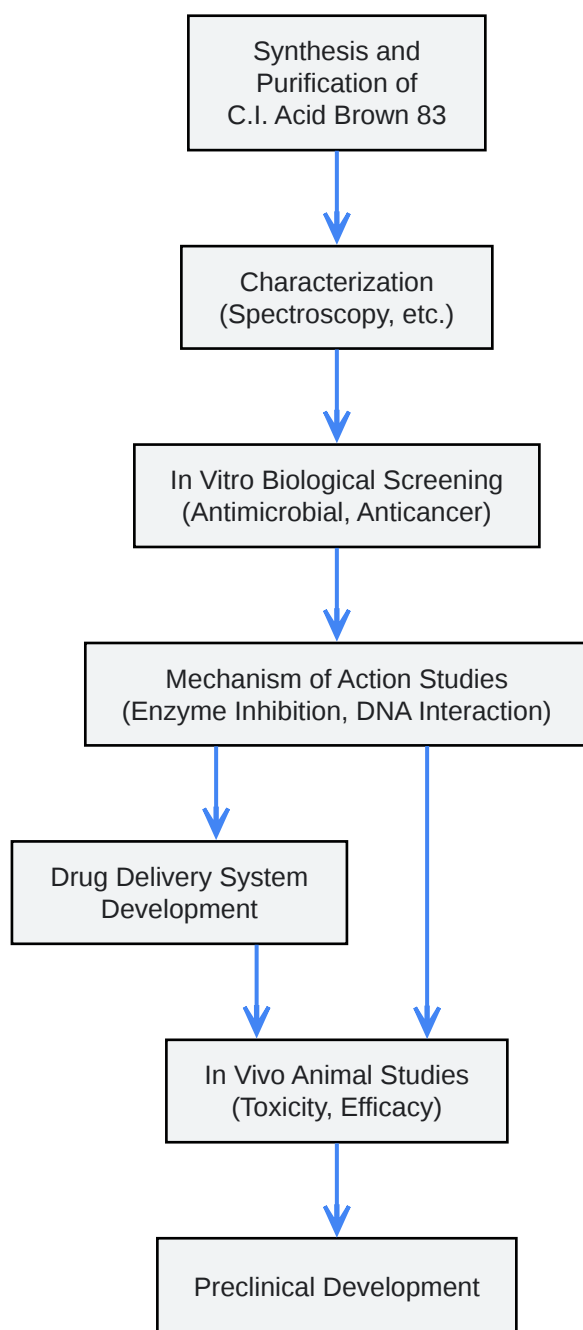 Synthesis and
Purification of
C.I. Acid Brown 83
Characterization
(Spectroscopy, etc.)
In Vitro Biological Screening
(Antimicrobial, Anticancer)
Mechanism of Action Studies
(Enzyme Inhibition, DNA Interaction)
Drug Delivery System
Development
In Vivo Animal Studies
(Toxicity, Efficacy)
Preclinical Development